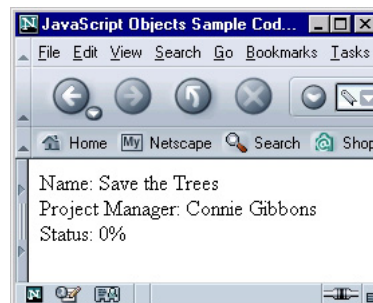 JavaScript Objects Sample Cod...
File Edit View Search Go Bookmarks Tasks
Home My Netscape Search Shop
Name: Save the Trees
Project Manager: Connie Gibbons
Status: 0%